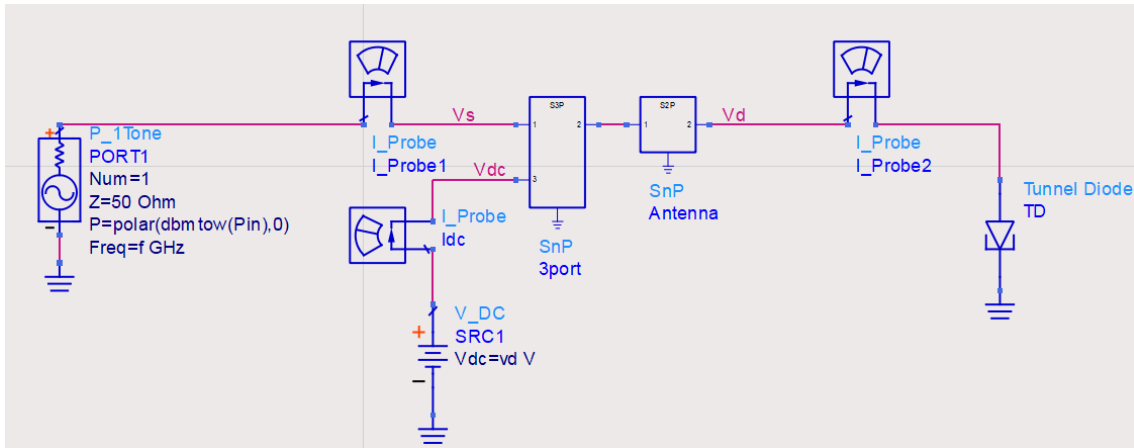 P_1Tone
PORT1
Num=1
Z=50 Ohm
P=polar(dbmtow(Pin),0)
Freq=f GHz
I_Probe
I_Probe1
Vs
Vdc
I_Probe
Idc
V_DC
SRC1
Vdc=vd V
S3P
1
2
3
SnP
3port
S2P
1
2
SnP
Antenna
Vd
I_Probe
I_Probe2
Tunnel Diode
TD